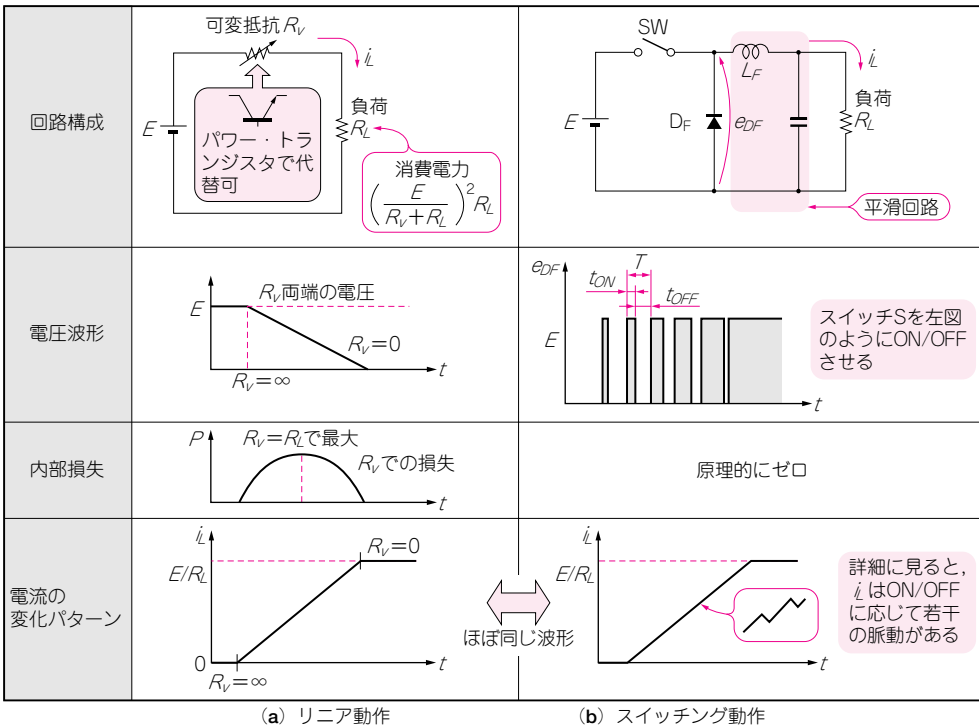 回路構成
可変抵抗 RV
iL
E
パワー・トラ
ンジスタで代
替可
負荷
RL
消費電力
(E/(RV+RL))²RL
SW
LF
iL
E
DF
eDF
負荷
RL
平滑回路
電圧波形
E
RV両端の電圧
RV=0
RV=∞
t
eDF
T
tON
tOFF
E
t
スイッチSを左図
のようにON/OFF
させる
内部損失
P
RV=RLで最大
RVでの損失
t
原理的にゼロ
電流の
変化パターン
iL
E/RL
RV=0
0
RV=∞
t
ほぼ同じ波形
iL
E/RL
t
詳細に見ると,
iLはON/OFF
に応じて若干
の脈動がある
(a) リニア動作
(b) スイッチング動作